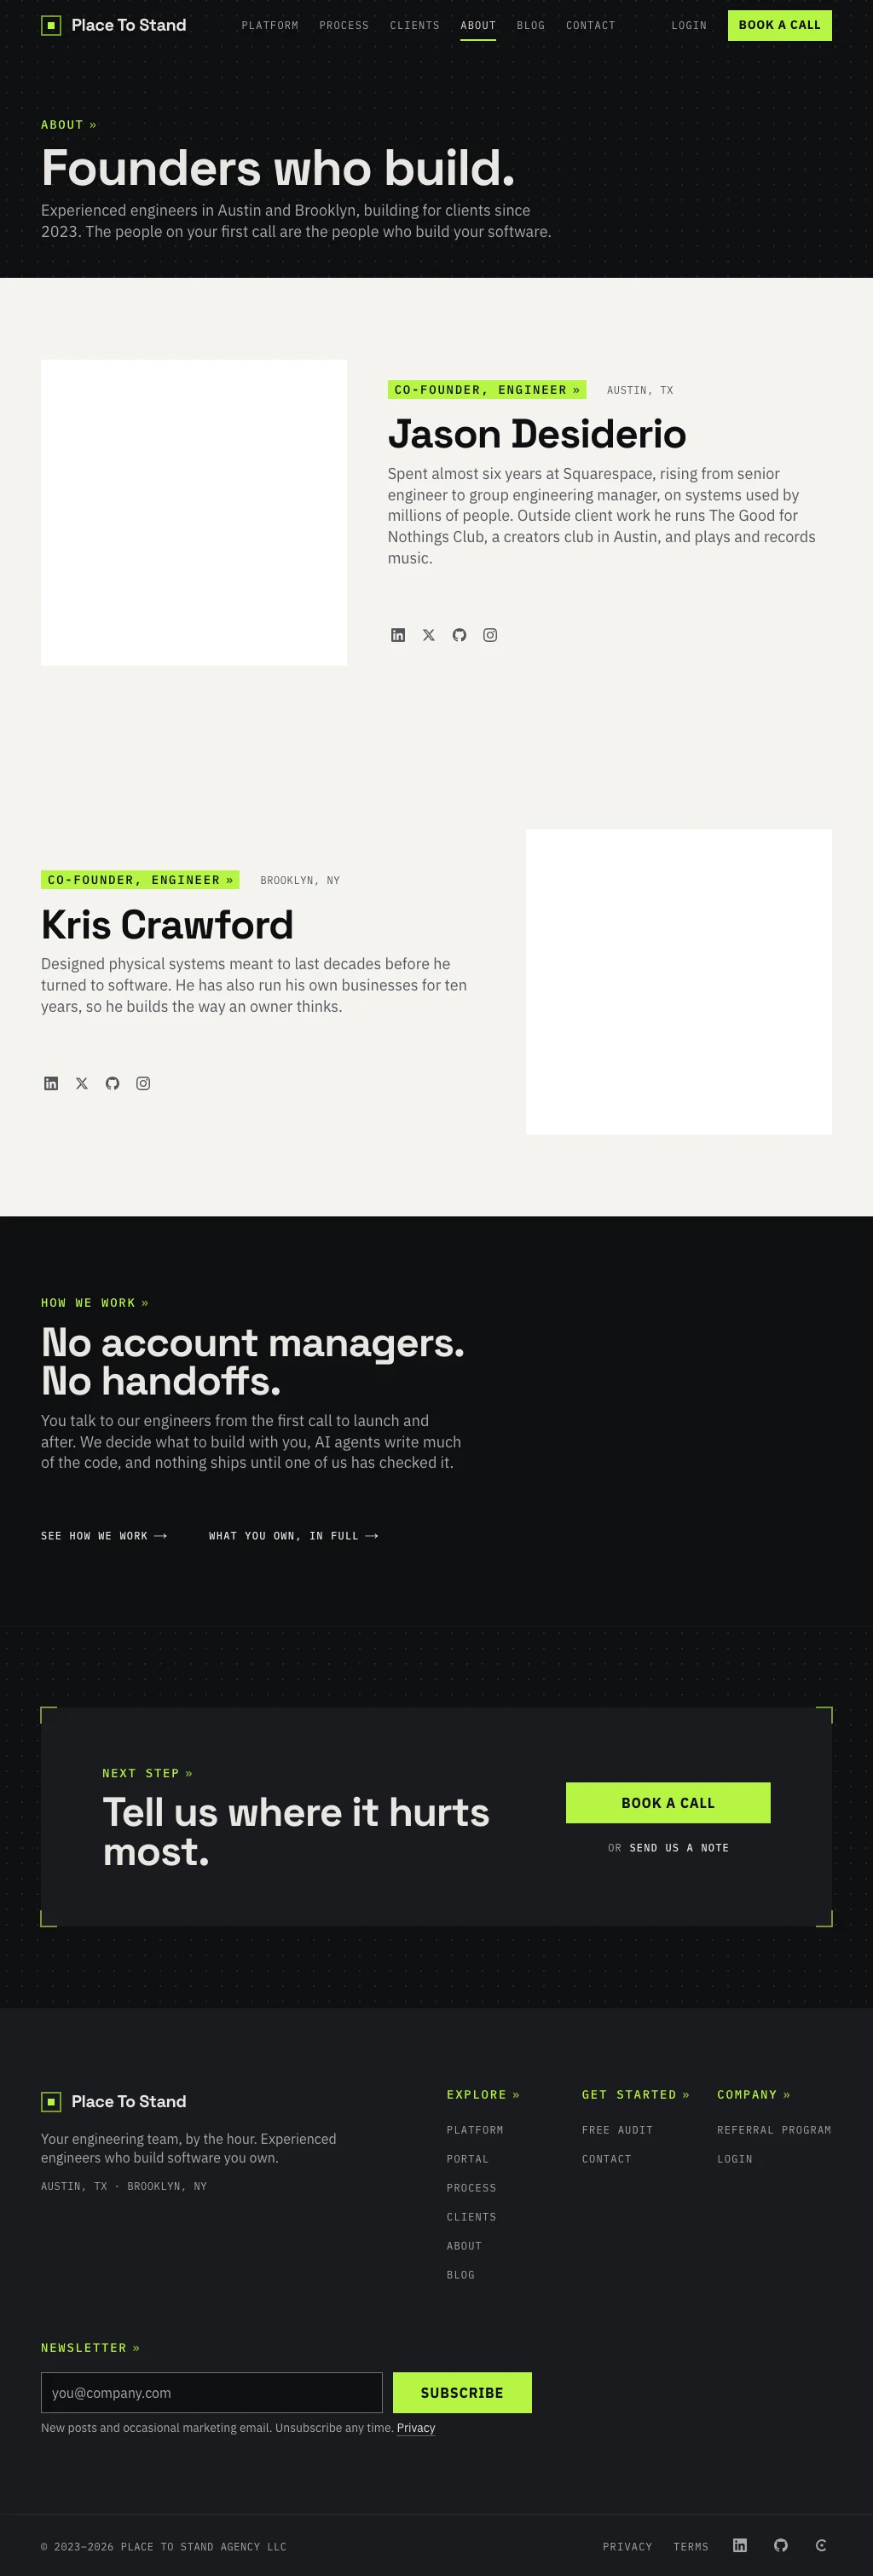 Place To Stand
PLATFORM PROCESS CLIENTS ABOUT BLOG CONTACT LOGIN BOOK A CALL
ABOUT »
Founders who build.
Experienced engineers in Austin and Brooklyn, building for clients since
2023. The people on your first call are the people who build your software.
CO-FOUNDER, ENGINEER » AUSTIN, TX
Jason Desiderio
Spent almost six years at Squarespace, rising from senior
engineer to group engineering manager, on systems used by
millions of people. Outside client work he runs The Good for
Nothings Club, a creators club in Austin, and plays and records
music.
CO-FOUNDER, ENGINEER » BROOKLYN, NY
Kris Crawford
Designed physical systems meant to last decades before he
turned to software. He has also run his own businesses for ten
years, so he builds the way an owner thinks.
HOW WE WORK »
No account managers.
No handoffs.
You talk to our engineers from the first call to launch and
after. We decide what to build with you, AI agents write much
of the code, and nothing ships until one of us has checked it.
SEE HOW WE WORK → WHAT YOU OWN, IN FULL →
NEXT STEP »
Tell us where it hurts
most.
BOOK A CALL
OR SEND US A NOTE
Place To Stand
Your engineering team, by the hour. Experienced
engineers who build software you own.
AUSTIN, TX · BROOKLYN, NY
EXPLORE »
PLATFORM
PORTAL
PROCESS
CLIENTS
ABOUT
BLOG
GET STARTED »
FREE AUDIT
CONTACT
COMPANY »
REFERRAL PROGRAM
LOGIN
NEWSLETTER »
you@company.com SUBSCRIBE
New posts and occasional marketing email. Unsubscribe any time. Privacy
© 2023–2026 PLACE TO STAND AGENCY LLC PRIVACY TERMS